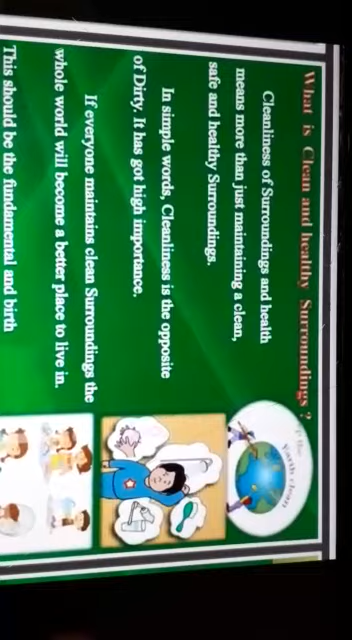 What is Clean and healthy Surroundings ?
Cleanliness of Surroundings and health
means more than just maintaining a clean,
safe and healthy Surroundings.
In simple words, Cleanliness is the opposite
of Dirty. It has got high importance.
If everyone maintains clean Surroundings the
whole world will become a better place to live in.
This should be the fundamental and birth
the
Earth clean